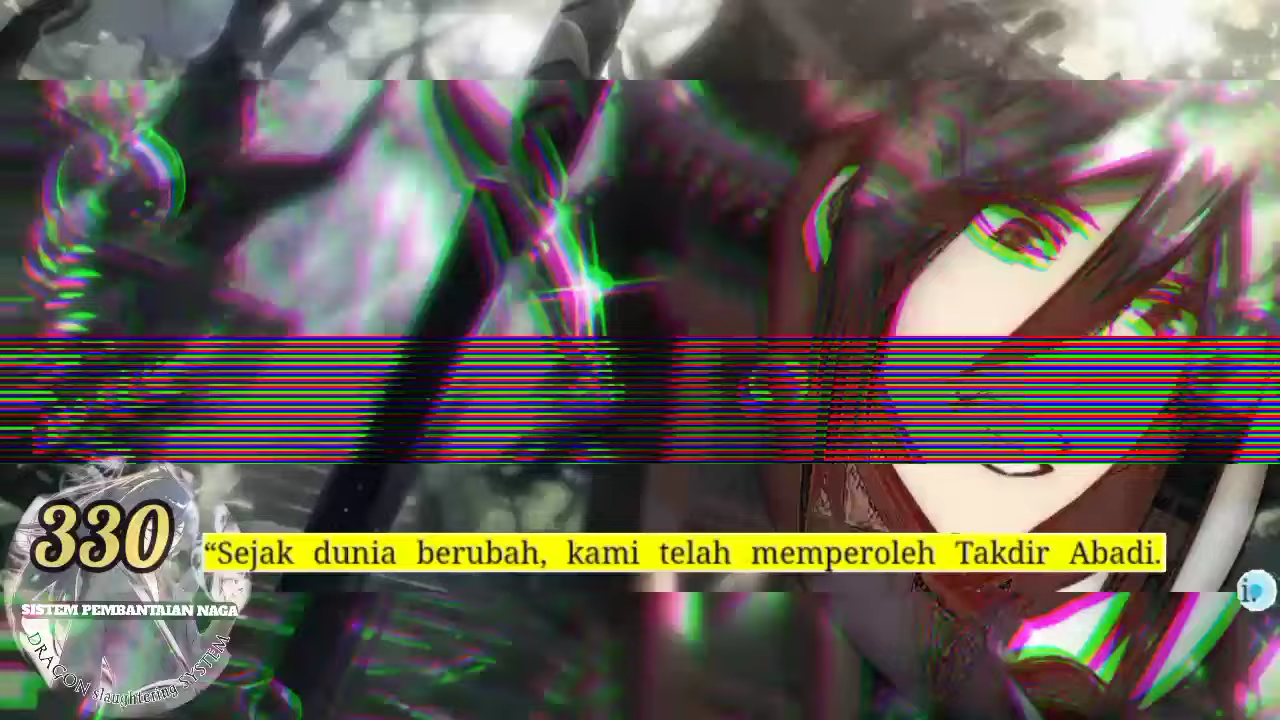 330
“Sejak dunia berubah, kami telah memperoleh Takdir Abadi.
i.
SISTEM PEMBANTAIAN NAGA
DRAGON slaughtering SYSTEM